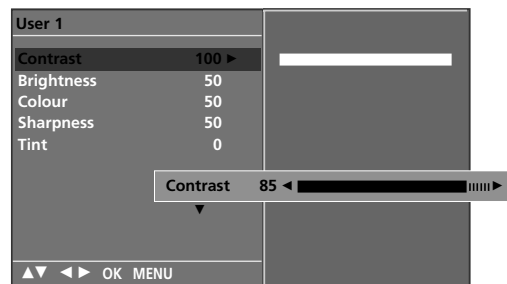 User 1
Contrast 100 ►
Brightness 50
Colour 50
Sharpness 50
Tint 0
Contrast 85 ◄ ►
▼
▲▼ ◄► OK MENU